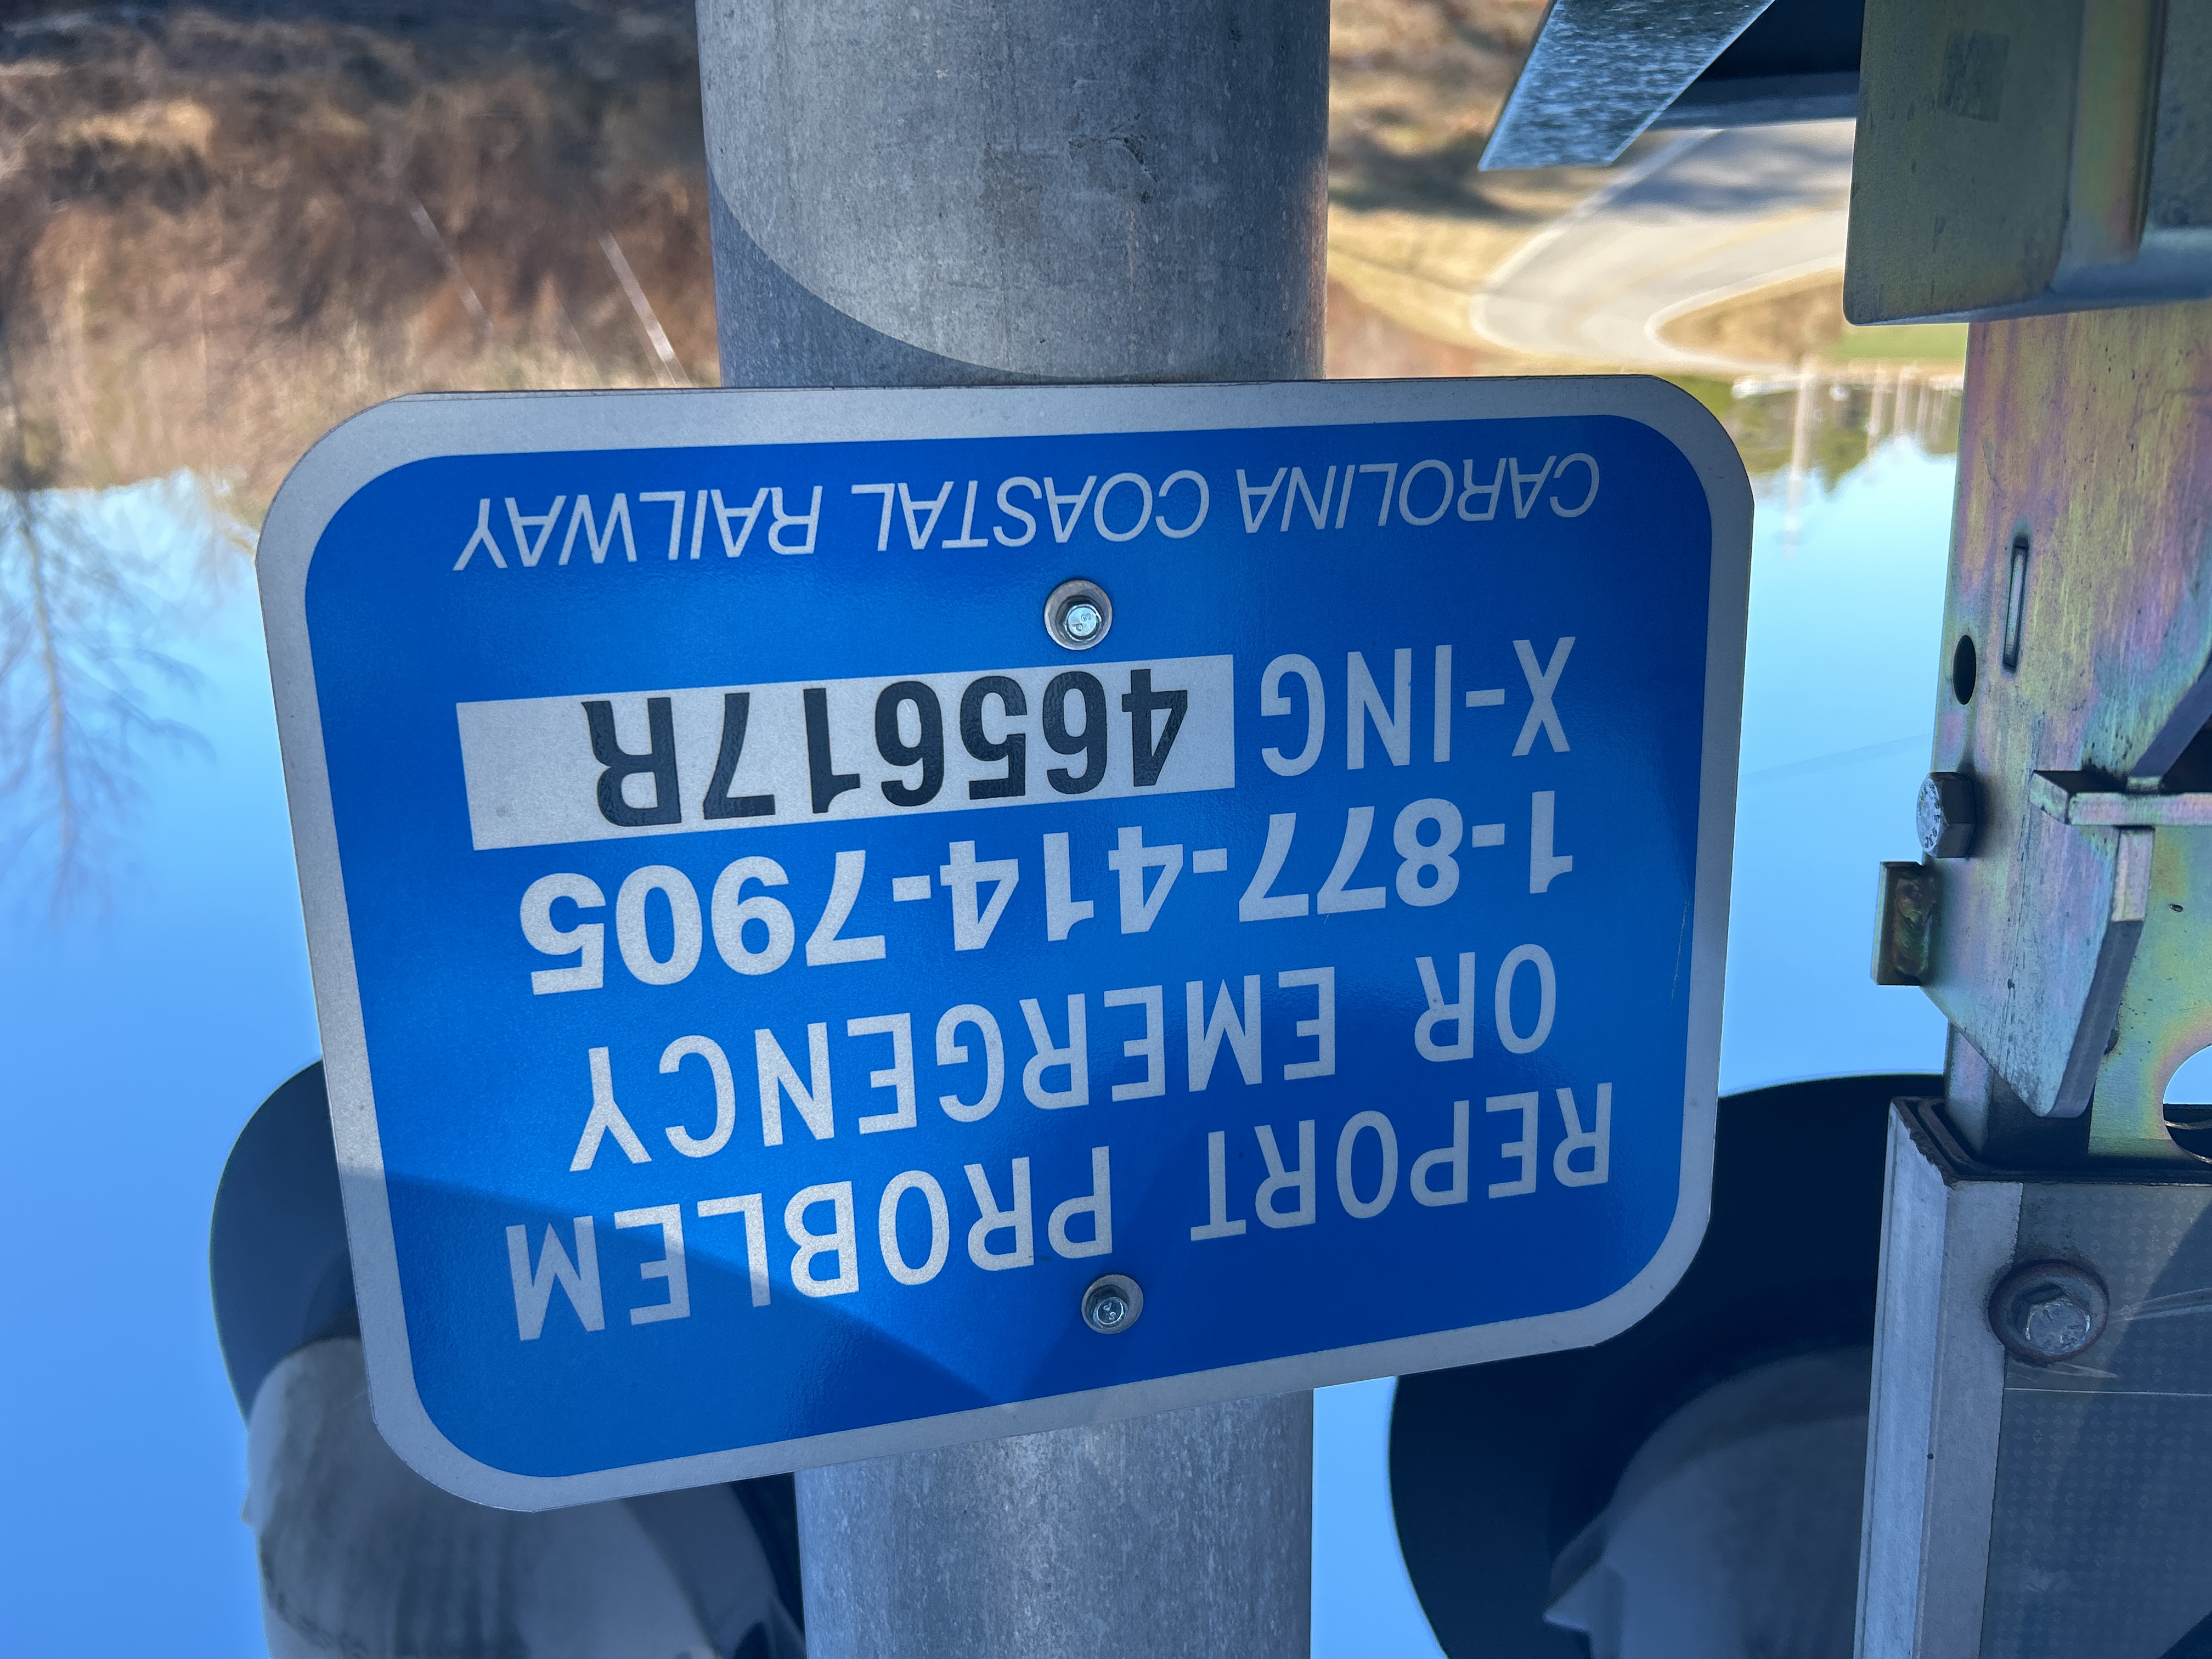 REPORT PROBLEM
OR EMERGENCY
1-877-414-7905
X-ING 465617R
CAROLINA COASTAL RAILWAY